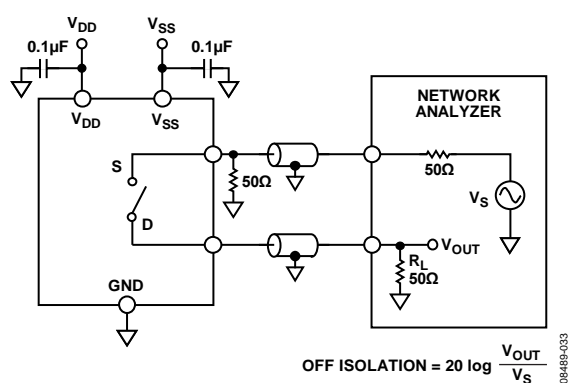 VDD
VSS
0.1µF
0.1µF
VDD
VSS
NETWORK
ANALYZER
S
50Ω
50Ω
VS
D
VOUT
RL
50Ω
GND
OFF ISOLATION = 20 log VOUT
VS
08489-033